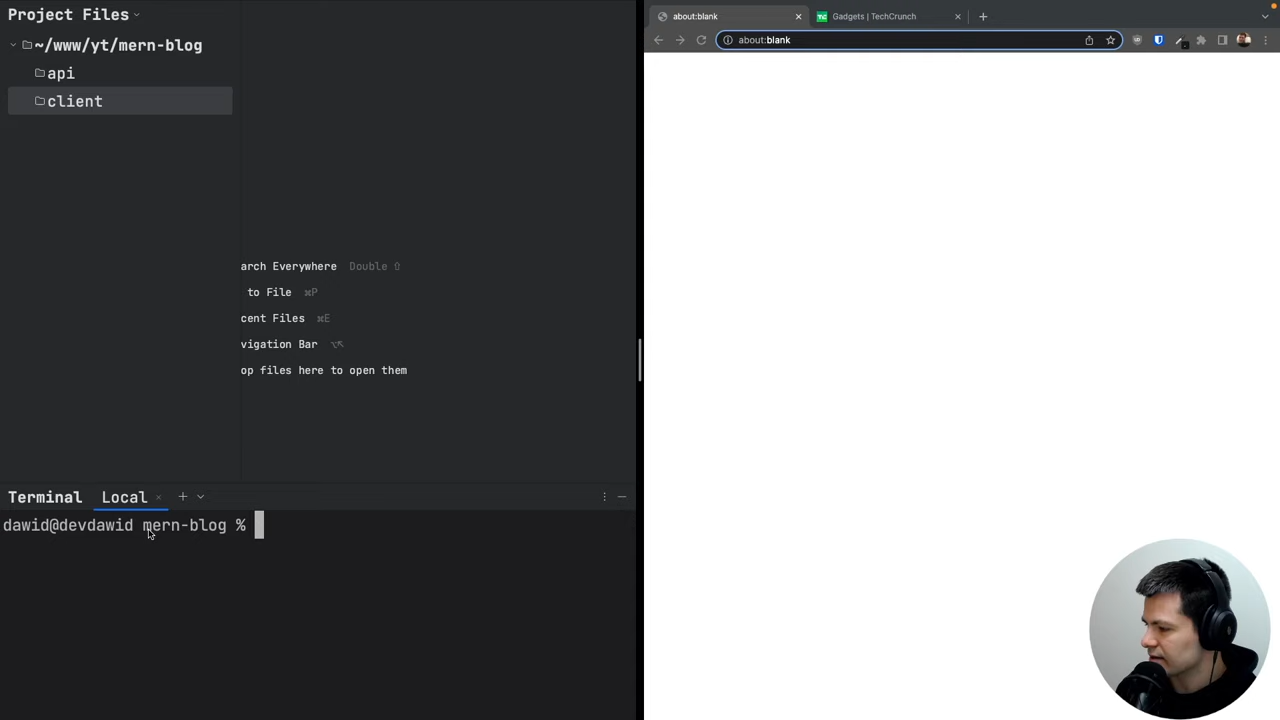 Project Files
~/www/yt/mern-blog
api
client
arch Everywhere Double ⇧
to File ⌘P
cent Files ⌘E
vigation Bar ⌥↖
op files here to open them
Terminal Local × +
dawid@devdawid mern-blog %
about:blank ×
TC Gadgets | TechCrunch × +
about:blank